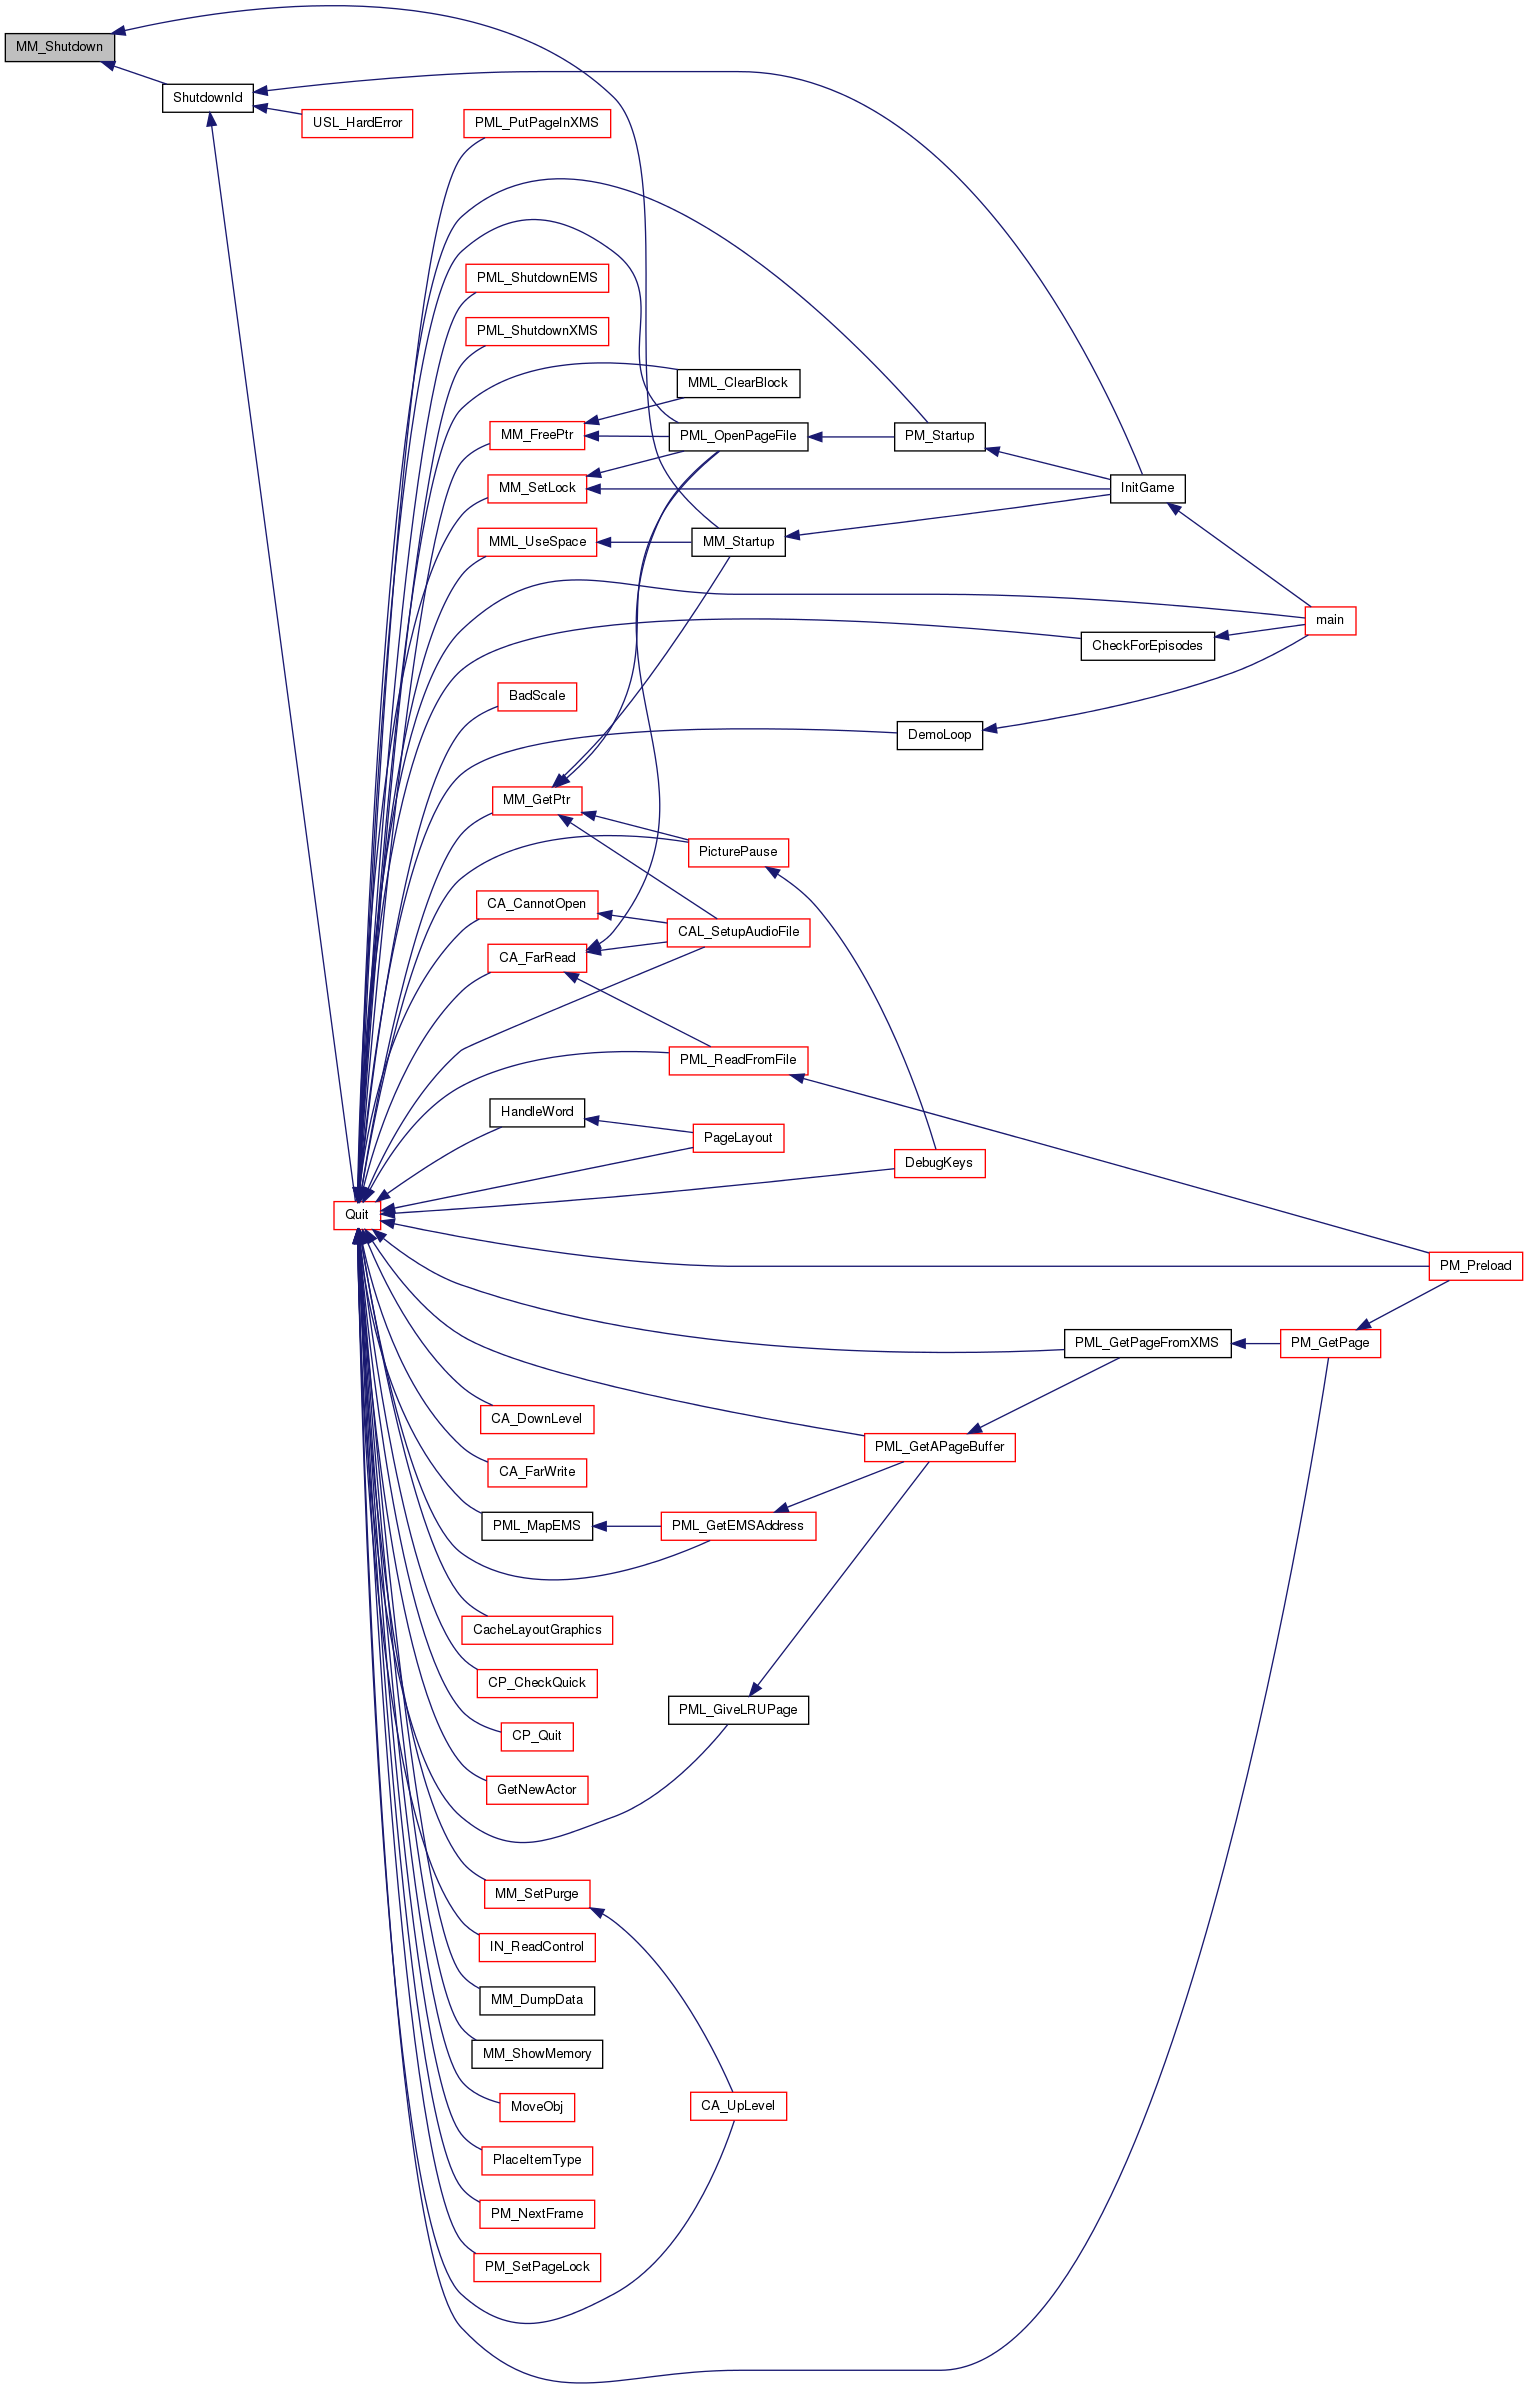 MM_Shutdown
ShutdownId
USL_HardError
PML_PutPageInXMS
PML_ShutdownEMS
PML_ShutdownXMS
MML_ClearBlock
MM_FreePtr
PML_OpenPageFile
PM_Startup
MM_SetLock
InitGame
MML_UseSpace
MM_Startup
main
CheckForEpisodes
BadScale
DemoLoop
MM_GetPtr
PicturePause
CA_CannotOpen
CAL_SetupAudioFile
CA_FarRead
PML_ReadFromFile
HandleWord
PageLayout
DebugKeys
Quit
PM_Preload
PML_GetPageFromXMS
PM_GetPage
CA_DownLevel
PML_GetAPageBuffer
CA_FarWrite
PML_MapEMS
PML_GetEMSAddress
CacheLayoutGraphics
CP_CheckQuick
PML_GiveLRUPage
CP_Quit
GetNewActor
MM_SetPurge
IN_ReadControl
MM_DumpData
MM_ShowMemory
MoveObj
CA_UpLevel
PlaceItemType
PM_NextFrame
PM_SetPageLock